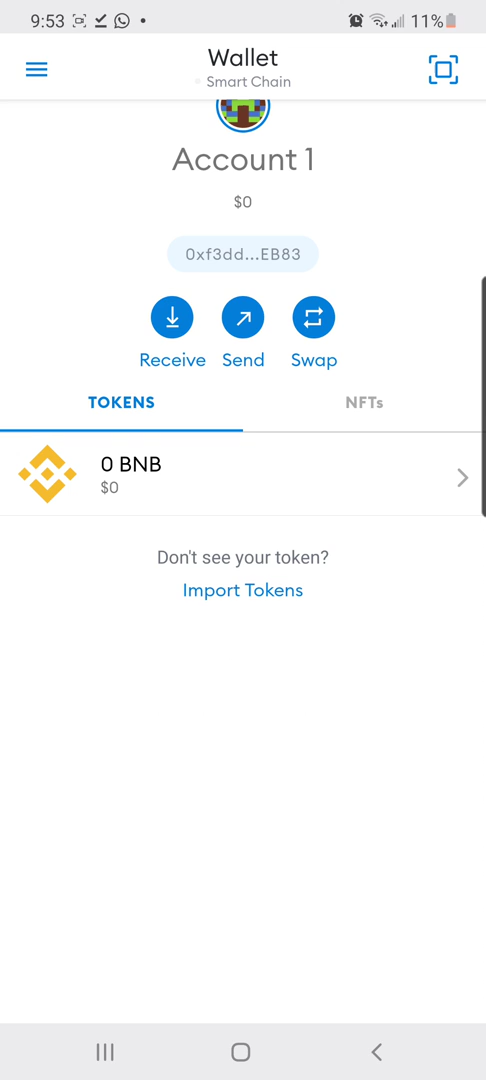 9:53 11%
Wallet
Smart Chain
Account 1
$0
0xf3dd...EB83
Receive Send Swap
TOKENS NFTs
0 BNB
$0
Don't see your token?
Import Tokens